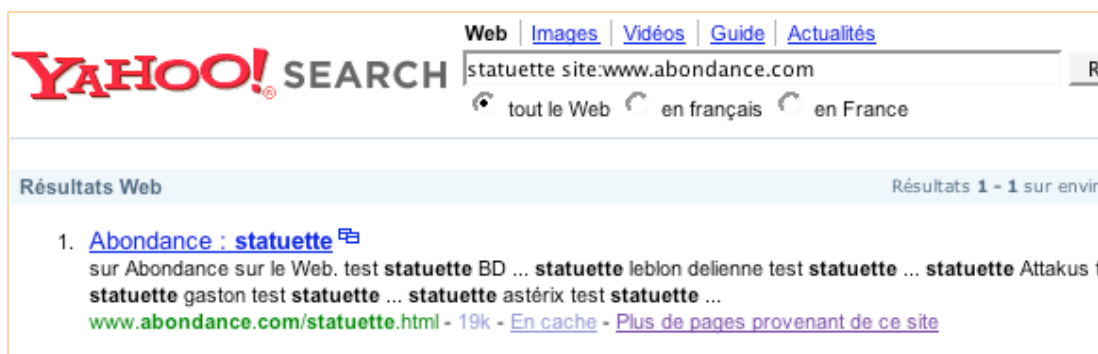 Web | Images | Vidéos | Guide | Actualités
YAHOO!® SEARCH
statuette site:www.abondance.com
R
tout le Web en français en France
Résultats Web
Résultats 1 - 1 sur envir
1. Abondance : statuette
sur Abondance sur le Web. test statuette BD ... statuette leblon delienne test statuette ... statuette Attakus
statuette gaston test statuette ... statuette astérix test statuette ...
www.abondance.com/statuette.html - 19k - En cache - Plus de pages provenant de ce site